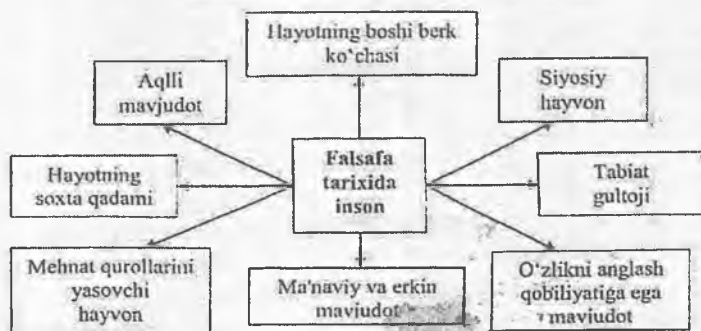 Hayotning boshi berk
ko‘chasi
Aqlli
mavjudot
Siyosiy
hayvon
Hayotning
soxta qadami
Falsafa
tarixida
inson
Tabiat
gultoji
Mehnat qurollarini
yasovchi
hayvon
Ma'naviy va erkin
mavjudot
O‘zlikni anglash
qobiliyatiga ega
mavjudot